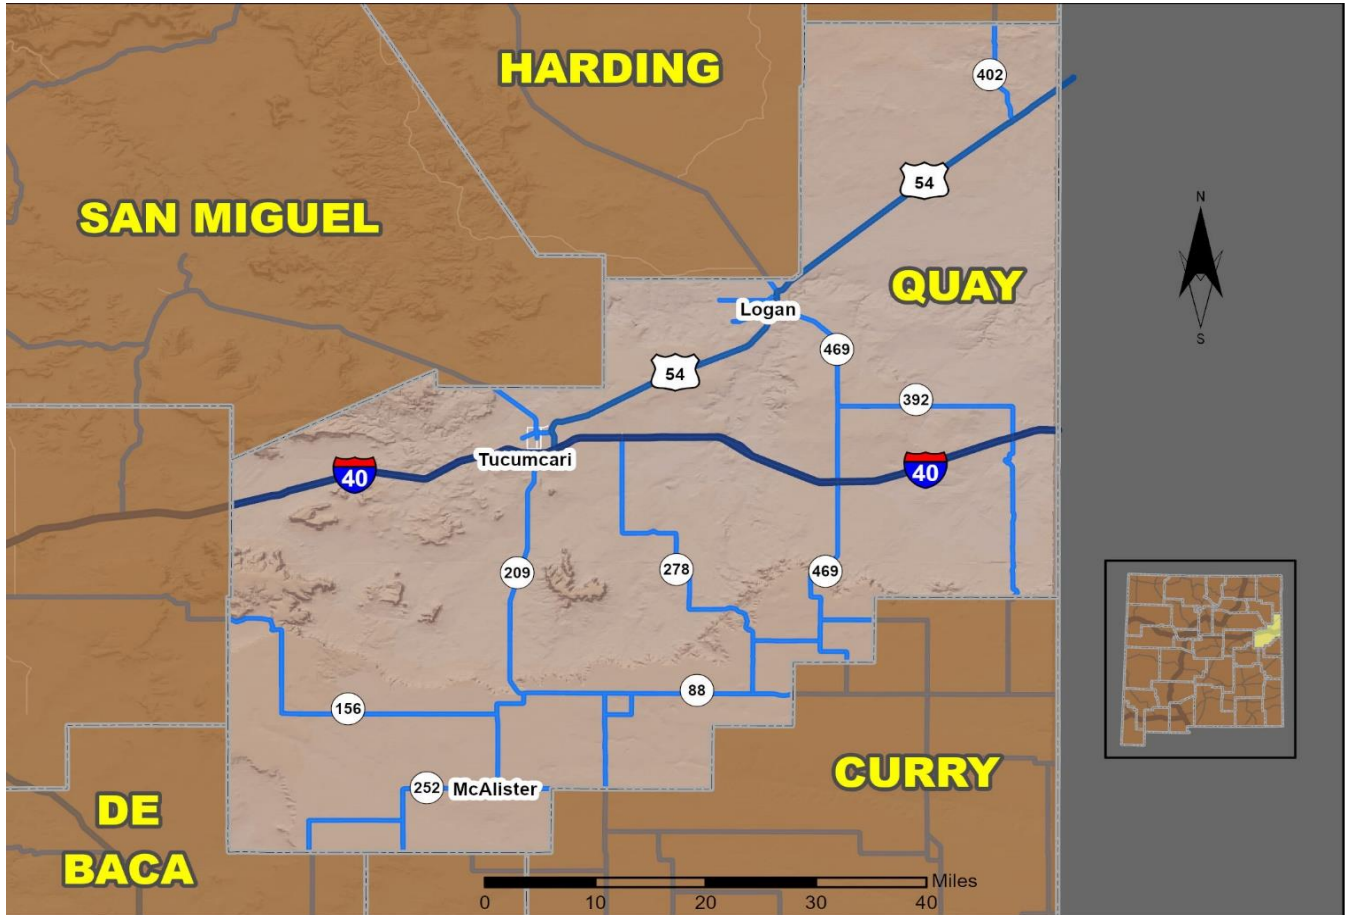 HARDING
402
54
SAN MIGUEL
N
QUAY
Logan
S
469
54
392
Tucumcari
40
40
209
278
469
88
156
CURRY
252 McAlister
DE
BACA
Miles
0 10 20 30 40